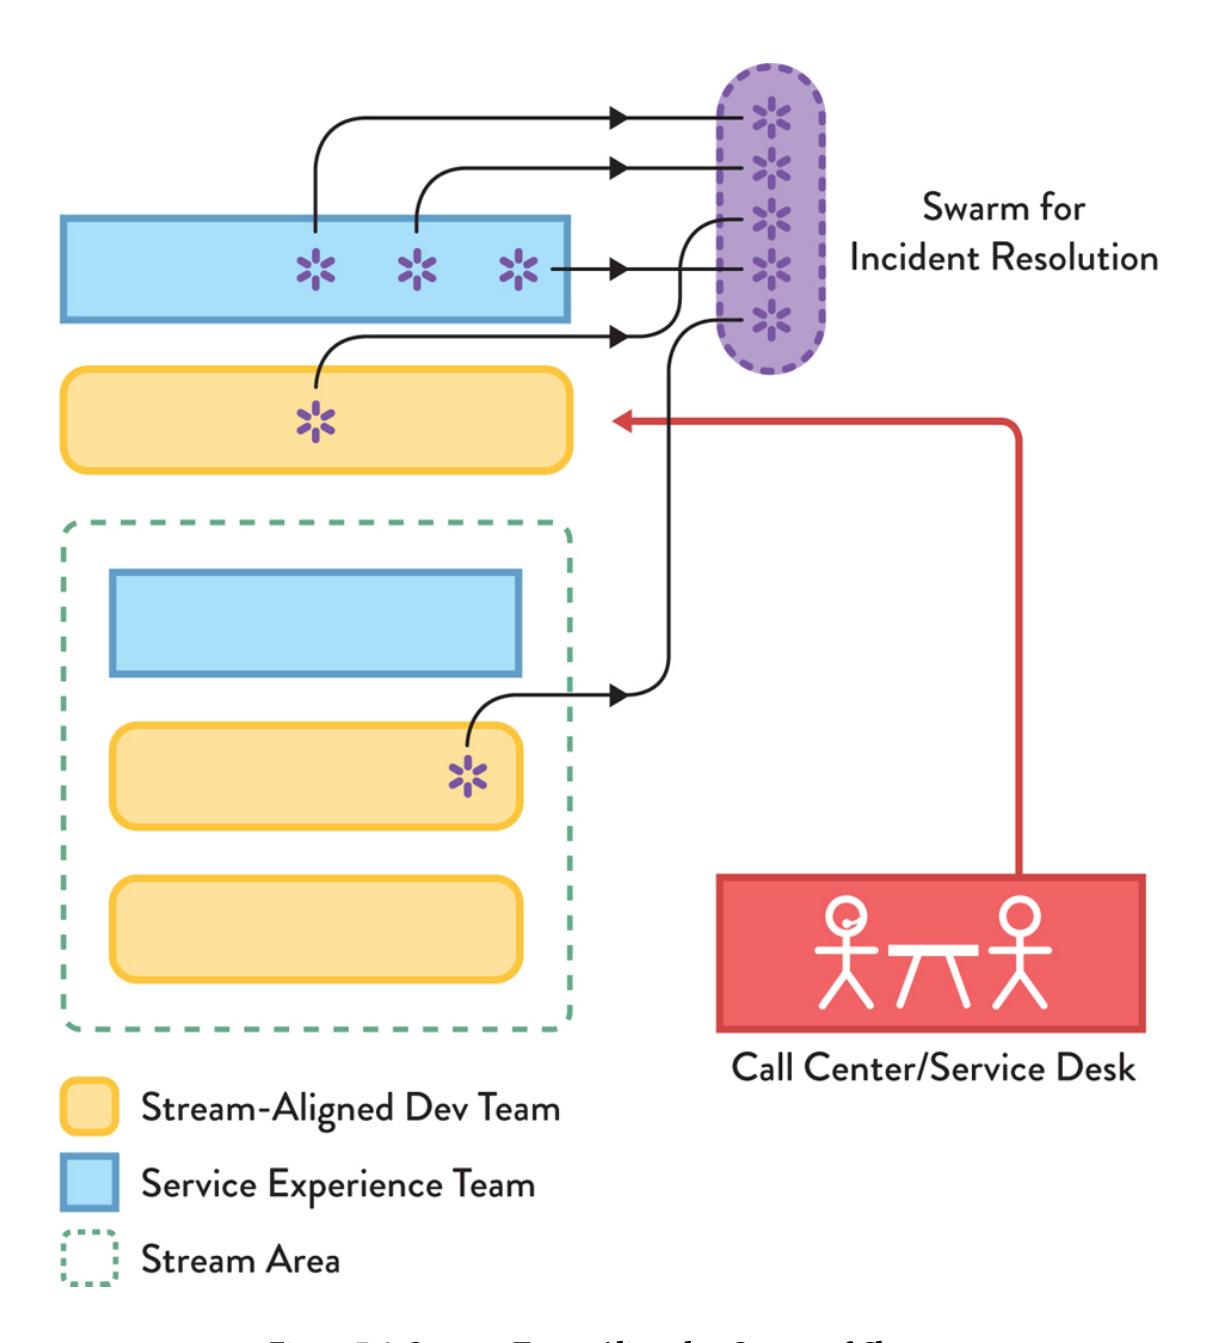 Swarm for
Incident Resolution
Call Center/Service Desk
Stream-Aligned Dev Team
Service Experience Team
Stream Area